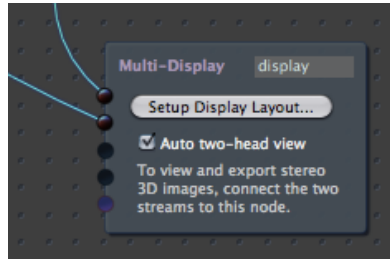 Multi-Display display
Setup Display Layout...
Auto two-head view
To view and export stereo
3D images, connect the two
streams to this node.